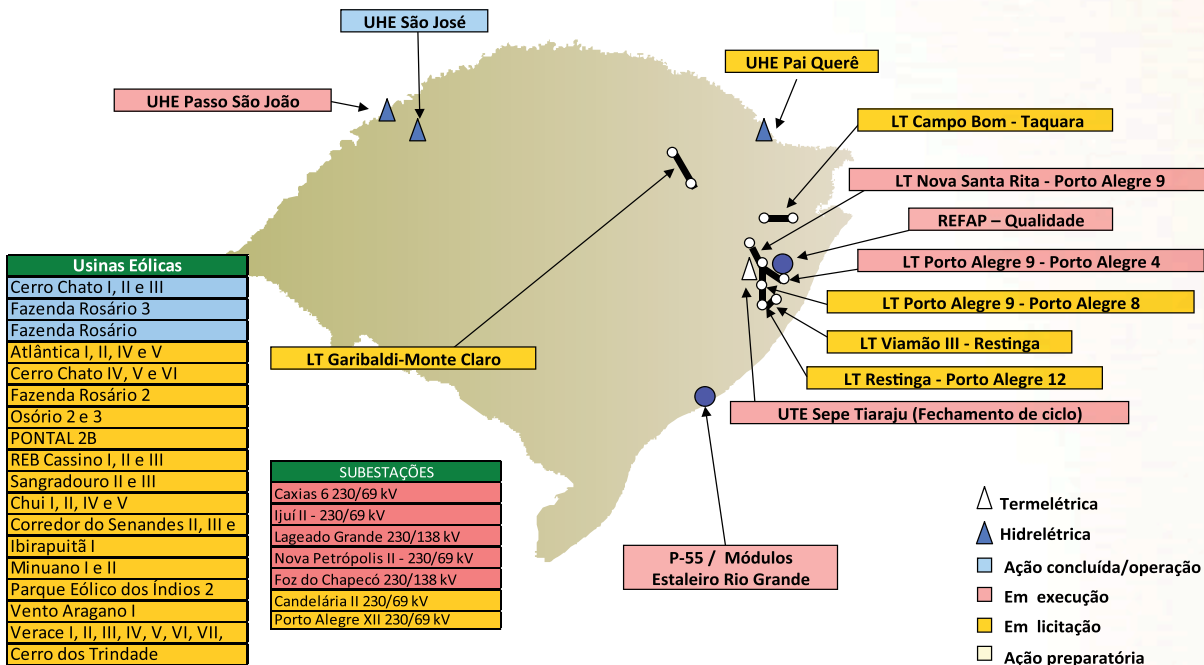 UHE São José
UHE Pai Querê
UHE Passo São João
LT Campo Bom - Taquara
LT Nova Santa Rita - Porto Alegre 9
REFAP – Qualidade
LT Porto Alegre 9 - Porto Alegre 4
LT Porto Alegre 9 - Porto Alegre 8
LT Viamão III - Restinga
LT Restinga - Porto Alegre 12
UTE Sepe Tiaraju (Fechamento de ciclo)
LT Garibaldi-Monte Claro
P-55 / Módulos
Estaleiro Rio Grande
Usinas Eólicas
Cerro Chato I, II e III
Fazenda Rosário 3
Fazenda Rosário
Atlântica I, II, IV e V
Cerro Chato IV, V e VI
Fazenda Rosário 2
Osório 2 e 3
PONTAL 2B
REB Cassino I, II e III
Sangradouro II e III
Chui I, II, IV e V
Corredor do Senandes II, III e
Ibirapuitã I
Minuano I e II
Parque Eólico dos Índios 2
Vento Aragano I
Verace I, II, III, IV, V, VI, VII,
Cerro dos Trindade
SUBESTAÇÕES
Caxias 6 230/69 kV
Ijuí II - 230/69 kV
Lageado Grande 230/138 kV
Nova Petrópolis II - 230/69 kV
Foz do Chapecó 230/138 kV
Candelária II 230/69 kV
Porto Alegre XII 230/69 kV
Termelétrica
Hidrelétrica
Ação concluída/operação
Em execução
Em licitação
Ação preparatória